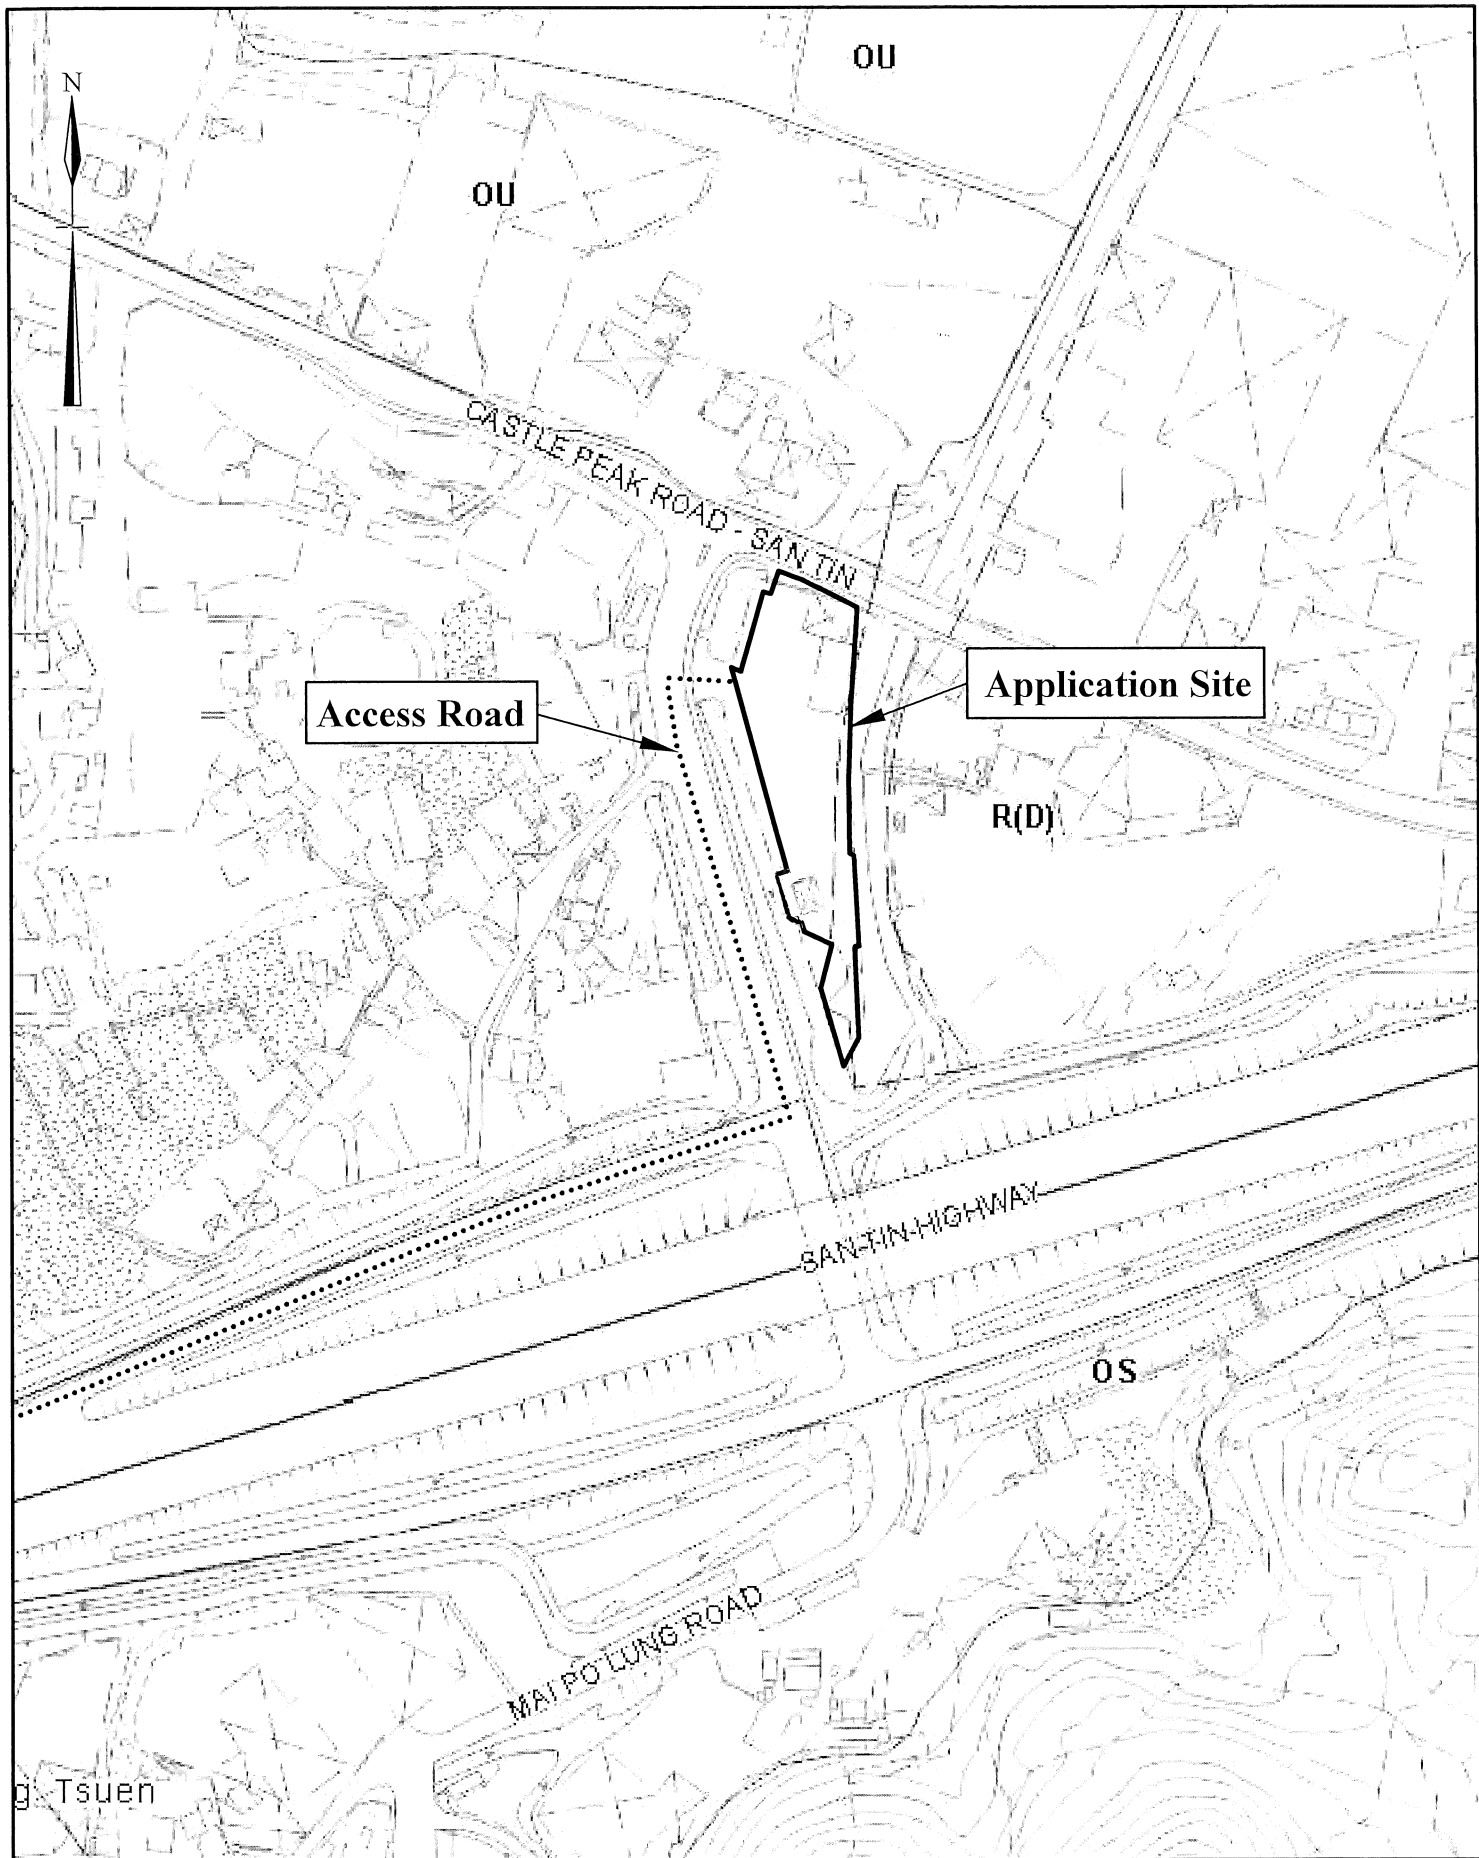 OU
N
OU
CASTLE PEAK ROAD - SAN TIN
Application Site
Access Road
R(D)
SAN TIN HIGHWAY
OS
MAI PO LUNG ROAD
g Tsuen